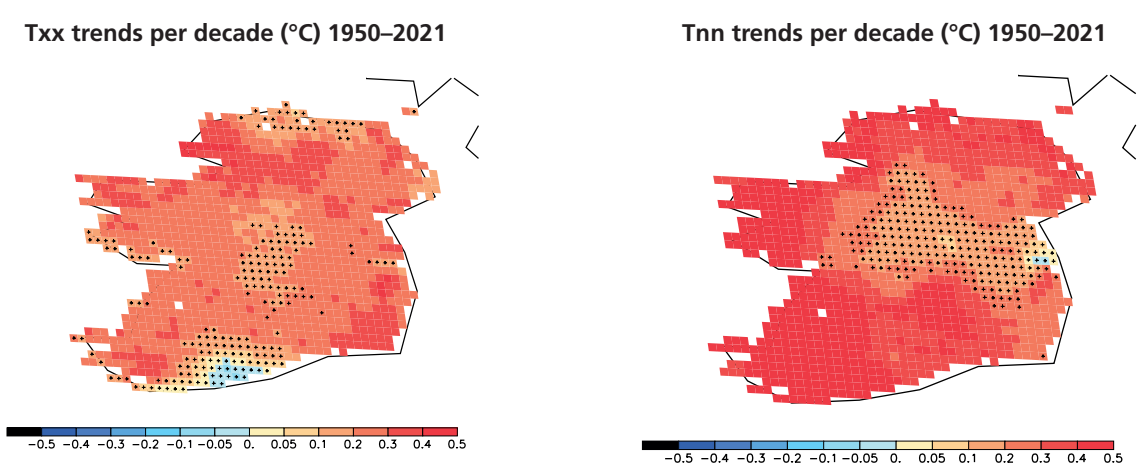 Txx trends per decade (°C) 1950–2021
Tnn trends per decade (°C) 1950–2021
−0.5 −0.4 −0.3 −0.2 −0.1 −0.05 0. 0.05 0.1 0.2 0.3 0.4 0.5
−0.5 −0.4 −0.3 −0.2 −0.1 −0.05 0. 0.05 0.1 0.2 0.3 0.4 0.5